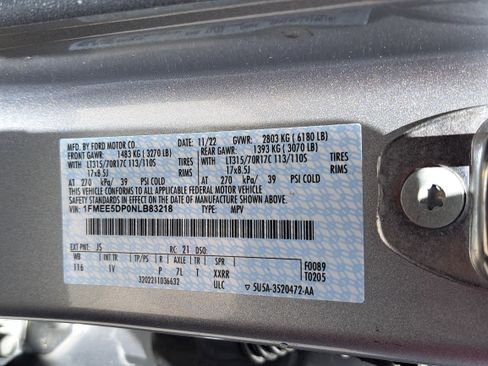 MFD. BY FORD MOTOR CO. 11/22 GVWR: 2803 KG ( 6180 LB)
FRONT GAWR: 1483 KG ( 3270 LB) REAR GAWR: 1393 KG ( 3070 LB)
WITH LT315/70R17C 113/110S TIRES WITH LT315/70R17C 113/110S TIRES
17x8.5J RIMS 17x8.5J RIMS
AT 270 kPa/ 39 PSI COLD AT 270 kPa/ 39 PSI COLD
THIS VEHICLE CONFORMS TO ALL APPLICABLE FEDERAL MOTOR VEHICLE
SAFETY STANDARDS IN EFFECT ON THE DATE OF MANUFACTURE SHOWN ABOVE.
VIN: 1FMEE5DP0NLB83218 TYPE: MPV
EXT PNT: JS RC: 21 DSO:
WB INT TR TP/PS R AXLE TR SPR F0089
116 1V P 7L T XXRR T0205
3202211036632 ULC ▽ 5U5A-3520472-AA